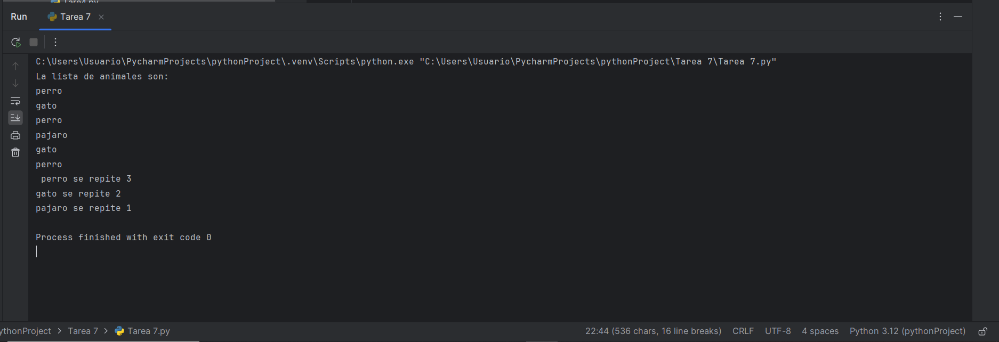 Tare4.py
Run Tarea 7
C:\Users\Usuario\PycharmProjects\pythonProject\.venv\Scripts\python.exe "C:\Users\Usuario\PycharmProjects\pythonProject\Tarea 7\Tarea 7.py"
La lista de animales son:
perro
gato
perro
pajaro
gato
perro
 perro se repite 3
gato se repite 2
pajaro se repite 1
Process finished with exit code 0
ythonProject > Tarea 7 > Tarea 7.py 22:44 (536 chars, 16 line breaks) CRLF UTF-8 4 spaces Python 3.12 (pythonProject)